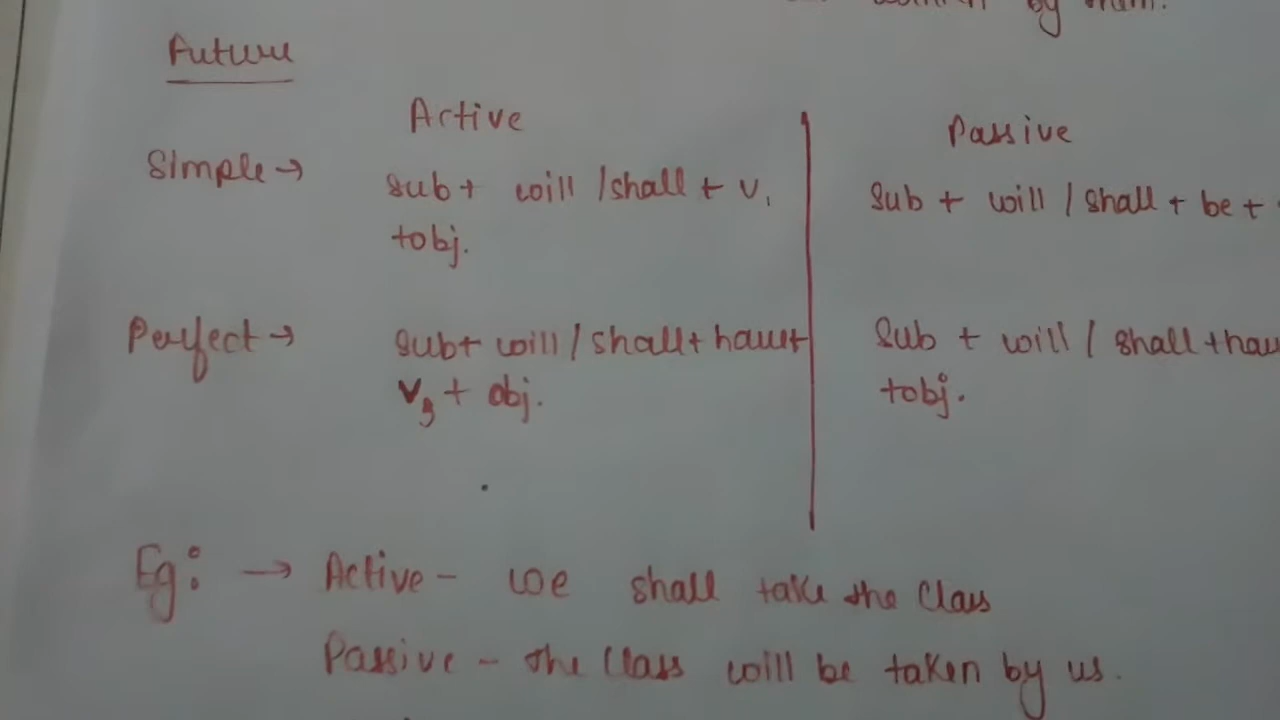 by him.
Future
Active
Passive
Simple → sub + will / shall + V₁
+ obj.
Sub + will / shall + be +
Perfect → sub + will / shall + have +
V₃ + obj.
Sub + will / shall + hav
+ obj.
Eg: → Active - we shall take the class
Passive - the class will be taken by us.